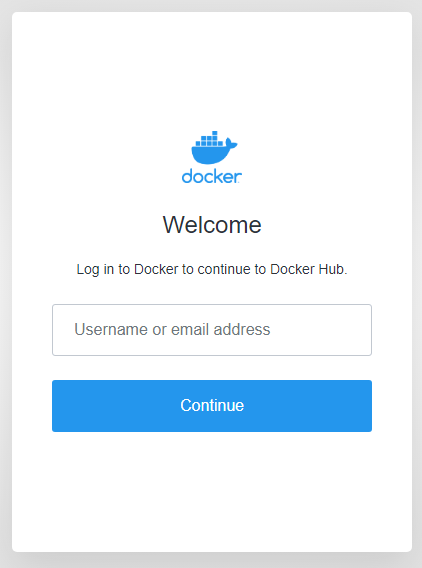 docker
Welcome
Log in to Docker to continue to Docker Hub.
Username or email address
Continue